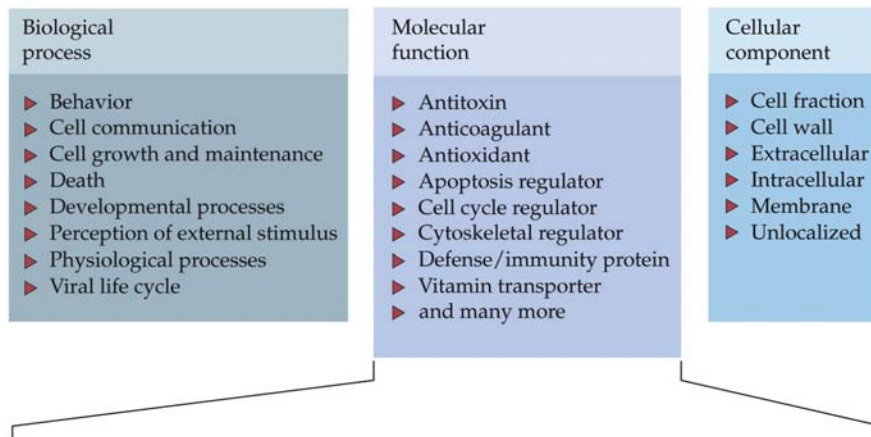 Biological
process
Behavior
Cell communication
Cell growth and maintenance
Death
Developmental processes
Perception of external stimulus
Physiological processes
Viral life cycle
Molecular
function
Antitoxin
Anticoagulant
Antioxidant
Apoptosis regulator
Cell cycle regulator
Cytoskeletal regulator
Defense/immunity protein
Vitamin transporter
and many more
Cellular
component
Cell fraction
Cell wall
Extracellular
Intracellular
Membrane
Unlocalized